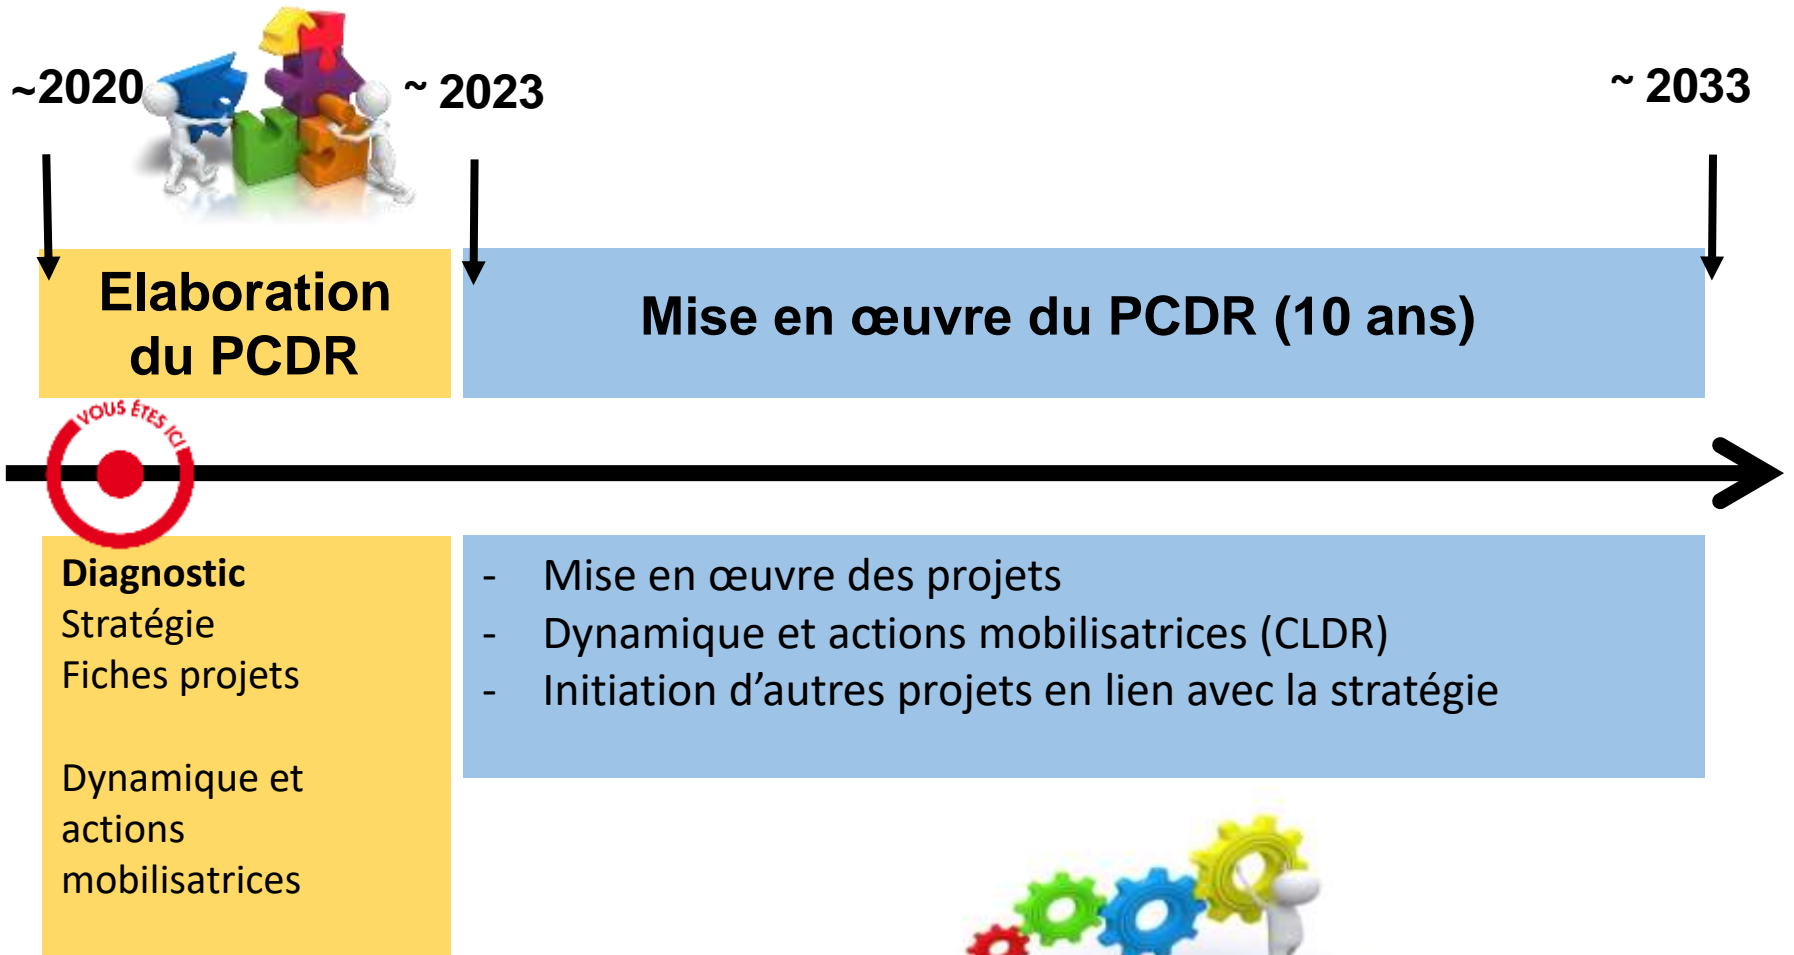 ~2020
~ 2023
~ 2033
Elaboration
du PCDR
Mise en œuvre du PCDR (10 ans)
VOUS ÊTES ICI
Diagnostic
Stratégie
Fiches projets
Dynamique et
actions
mobilisatrices
- Mise en œuvre des projets
- Dynamique et actions mobilisatrices (CLDR)
- Initiation d’autres projets en lien avec la stratégie